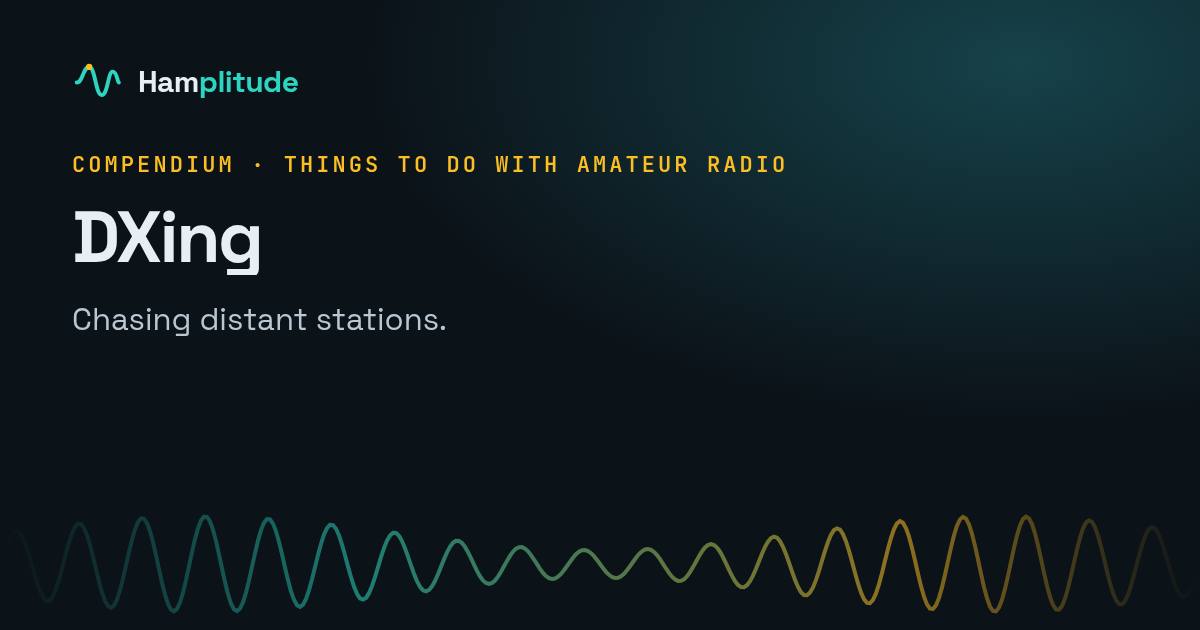 Hamplitude
COMPENDIUM · THINGS TO DO WITH AMATEUR RADIO
DXing
Chasing distant stations.